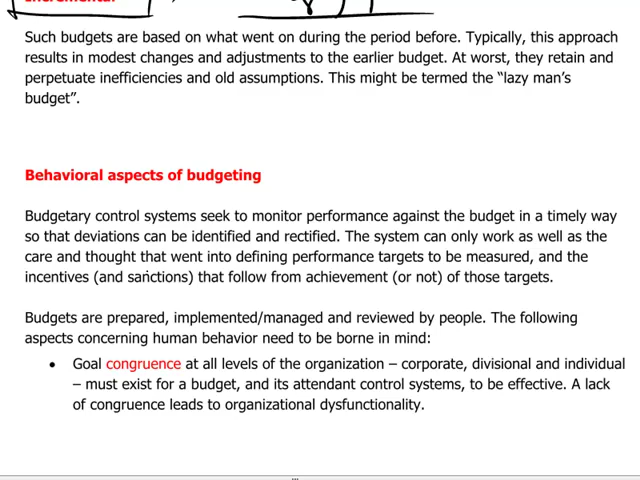 Incremental
Such budgets are based on what went on during the period before. Typically, this approach
results in modest changes and adjustments to the earlier budget. At worst, they retain and
perpetuate inefficiencies and old assumptions. This might be termed the “lazy man’s
budget”.
Behavioral aspects of budgeting
Budgetary control systems seek to monitor performance against the budget in a timely way
so that deviations can be identified and rectified. The system can only work as well as the
care and thought that went into defining performance targets to be measured, and the
incentives (and sanctions) that follow from achievement (or not) of those targets.
Budgets are prepared, implemented/managed and reviewed by people. The following
aspects concerning human behavior need to be borne in mind:
• Goal congruence at all levels of the organization – corporate, divisional and individual
– must exist for a budget, and its attendant control systems, to be effective. A lack
of congruence leads to organizational dysfunctionality.